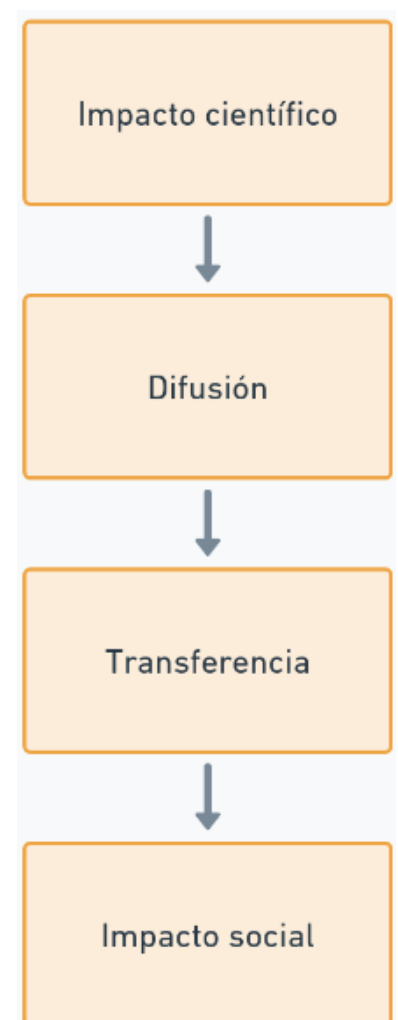 Impacto científico
Difusión
Transferencia
Impacto social